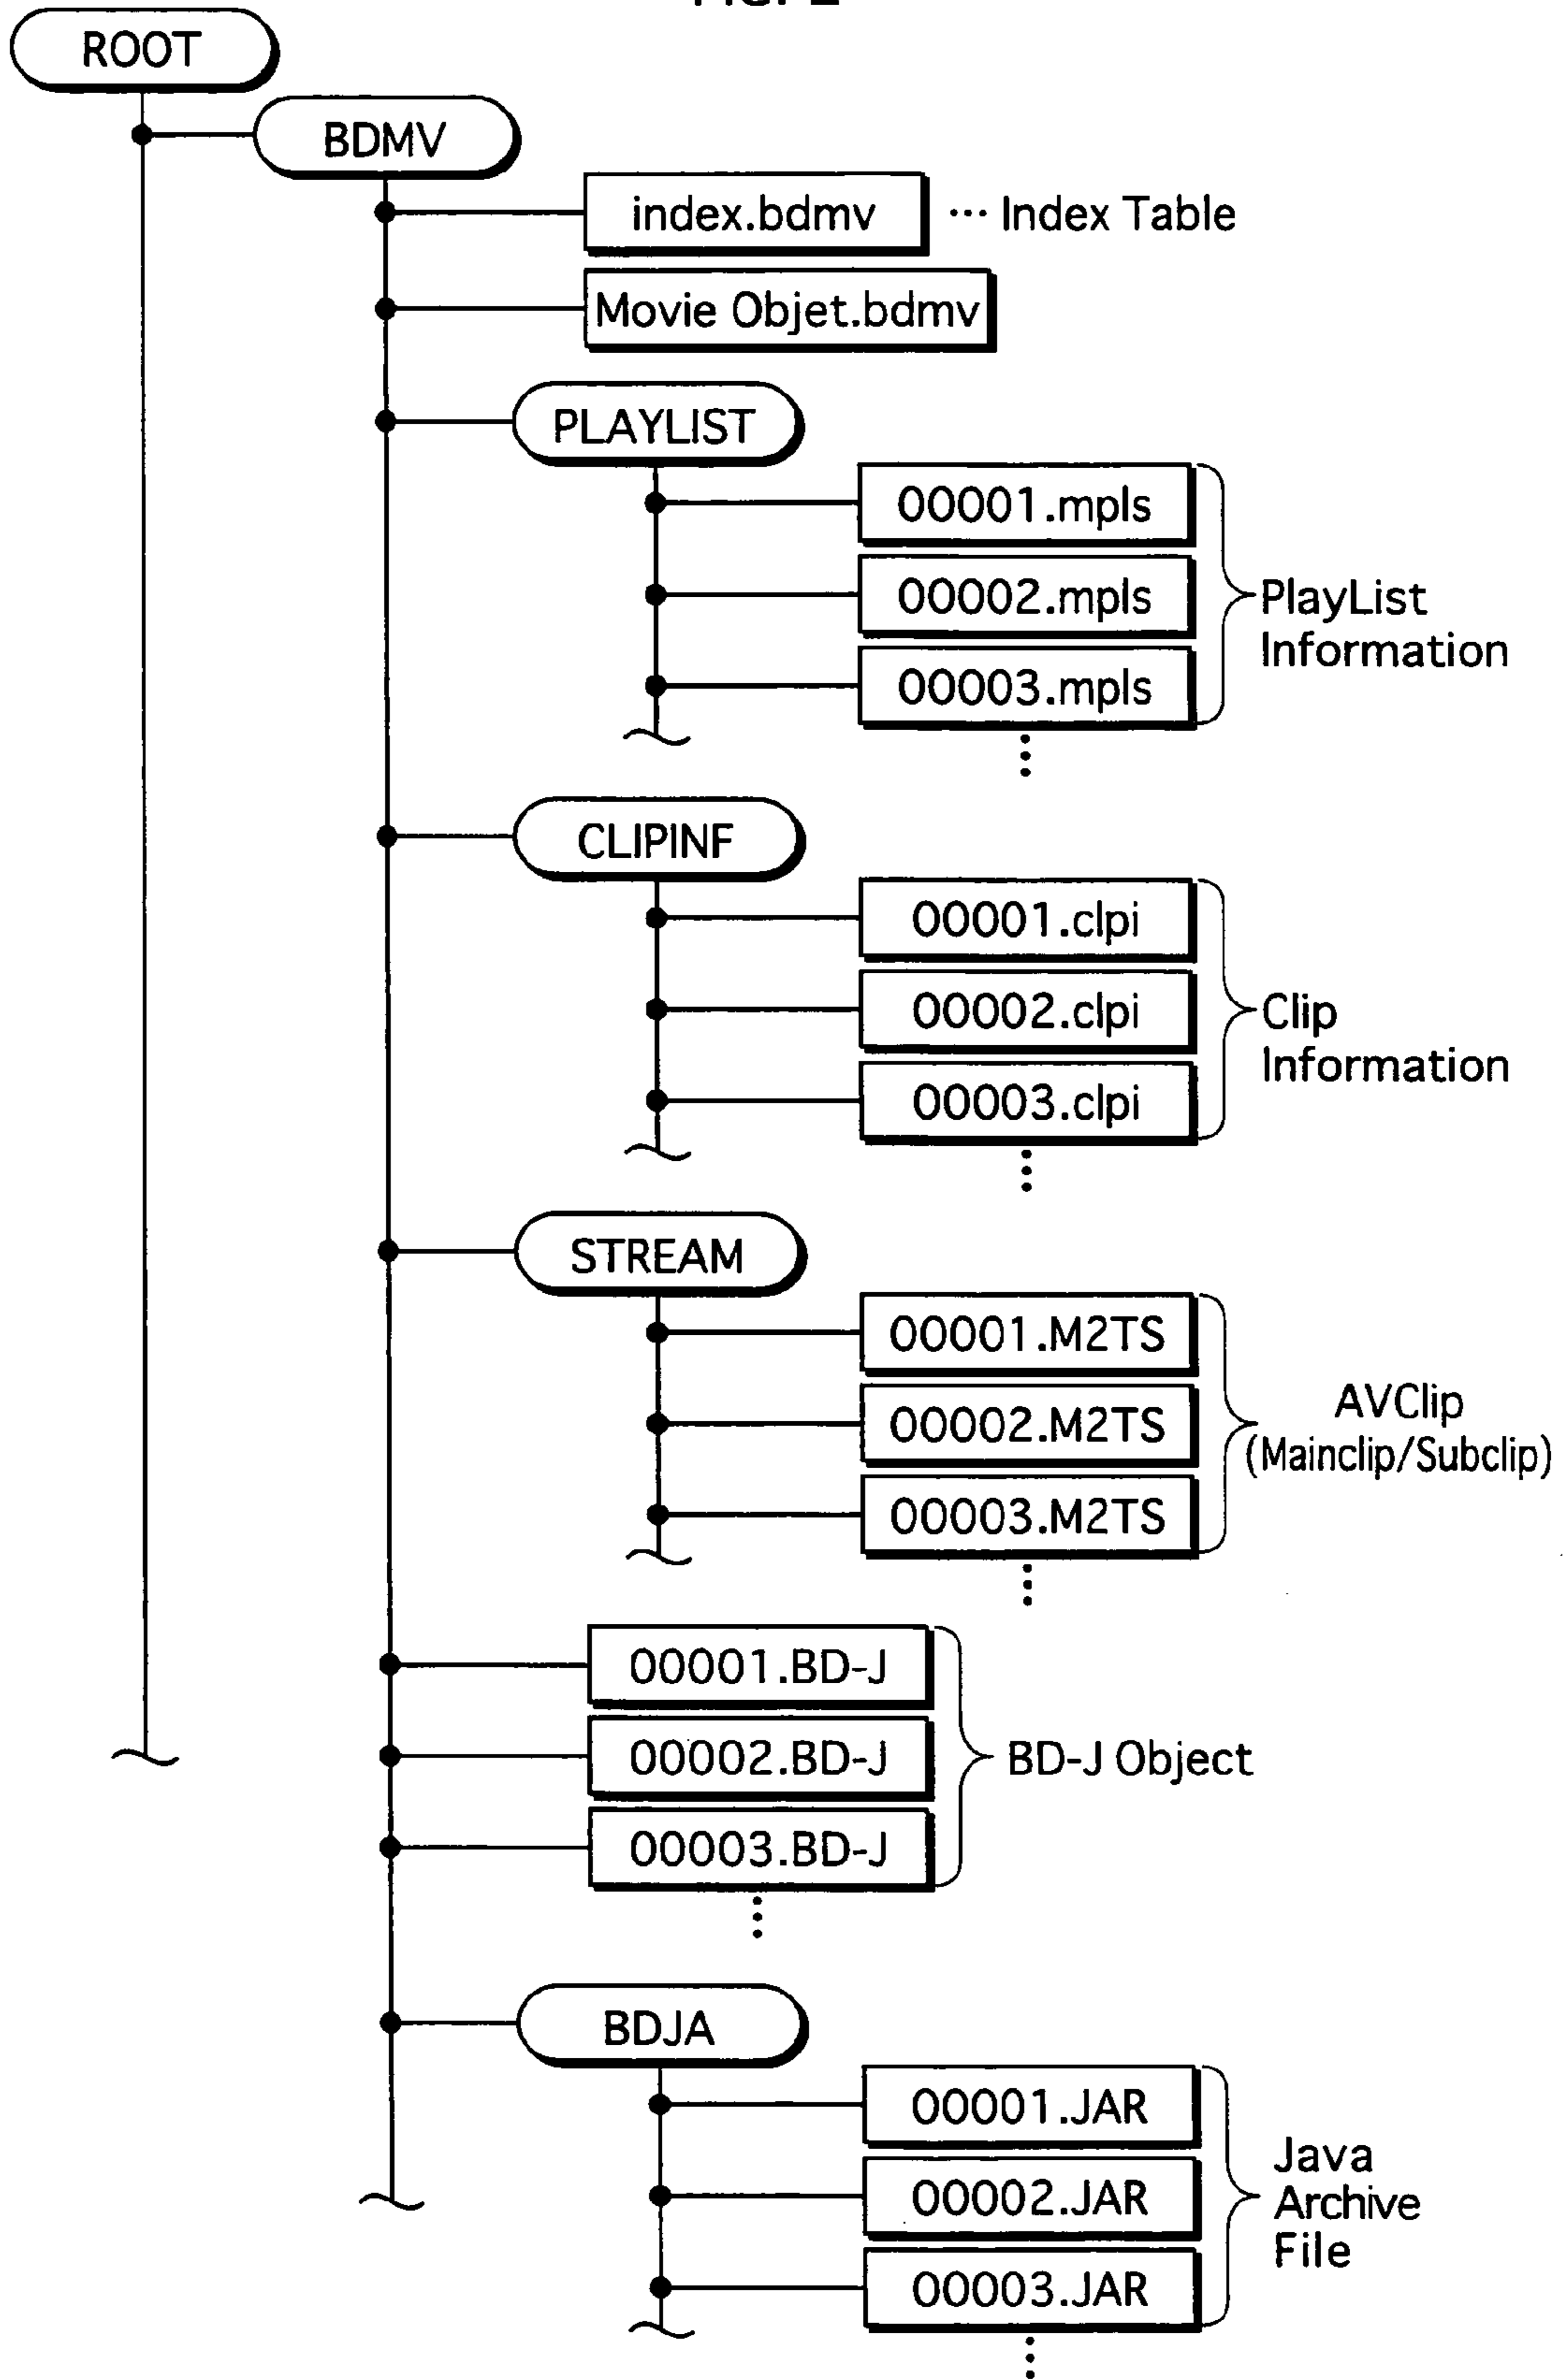 ROOT
BDMV
index.bdmv ··· Index Table
Movie Objet.bdmv
PLAYLIST
00001.mpls
00002.mpls
00003.mpls
PlayList
Information
CLIPINF
00001.clpi
00002.clpi
00003.clpi
Clip
Information
STREAM
00001.M2TS
00002.M2TS
00003.M2TS
AVClip
(Mainclip/Subclip)
00001.BD-J
00002.BD-J
00003.BD-J
BD-J Object
BDJA
00001.JAR
00002.JAR
00003.JAR
Java
Archive
File